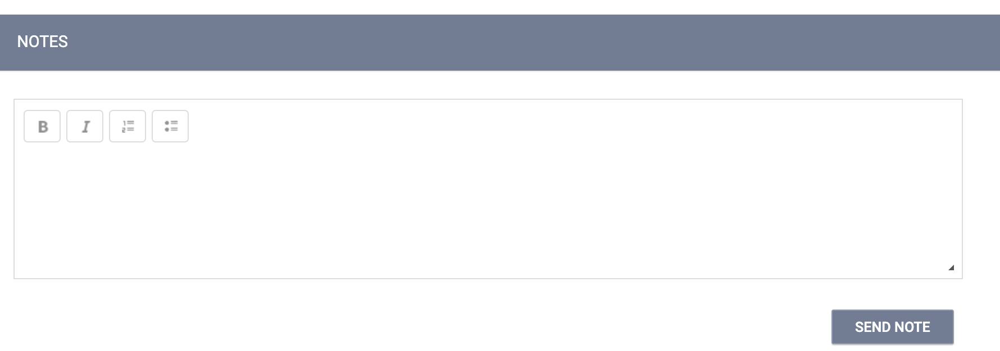 NOTES
B I
SEND NOTE